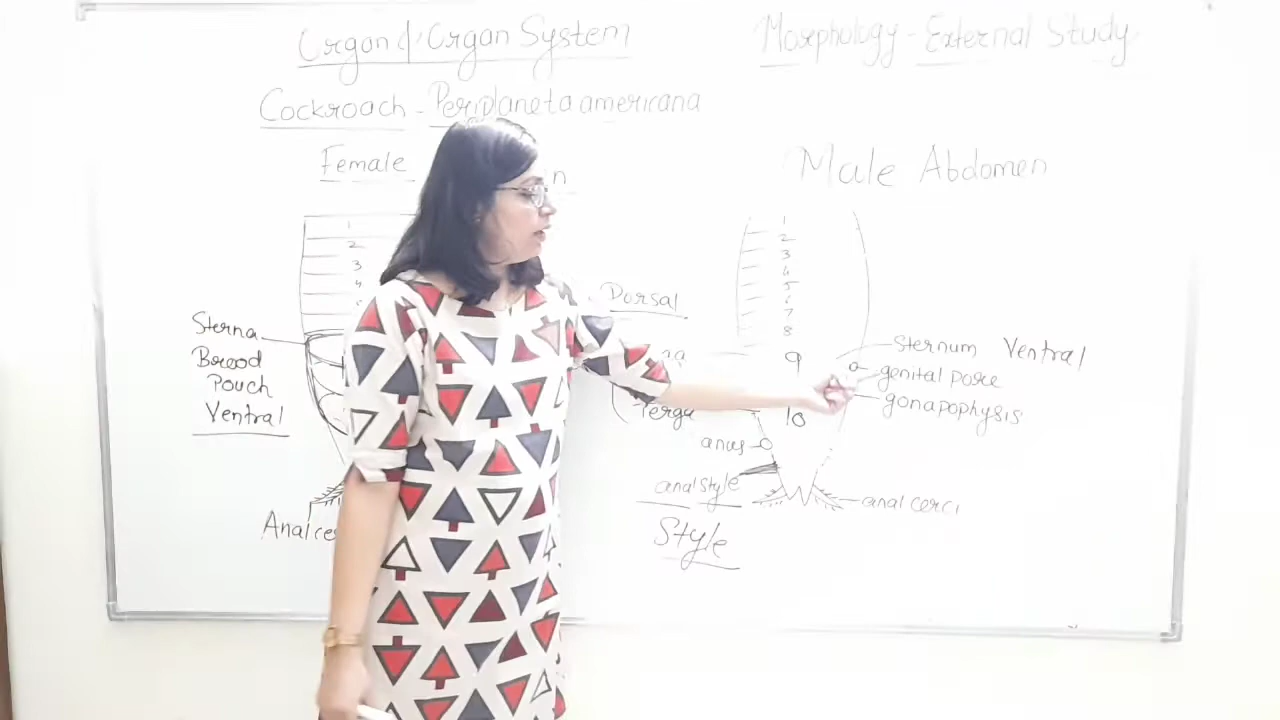 Organ & Organ System
Morphology - External Study
Cockroach - Periplaneta americana
Female
Male Abdomen
1
2
3
4
1
2
3
4
5
6
7
8
9
10
Dorsal
Sterna
Brood
Pouch
Ventral
Terga
Sternum Ventral
genital pore
gonapophysis
anus
anal style
Style
anal cerci
Anal ce